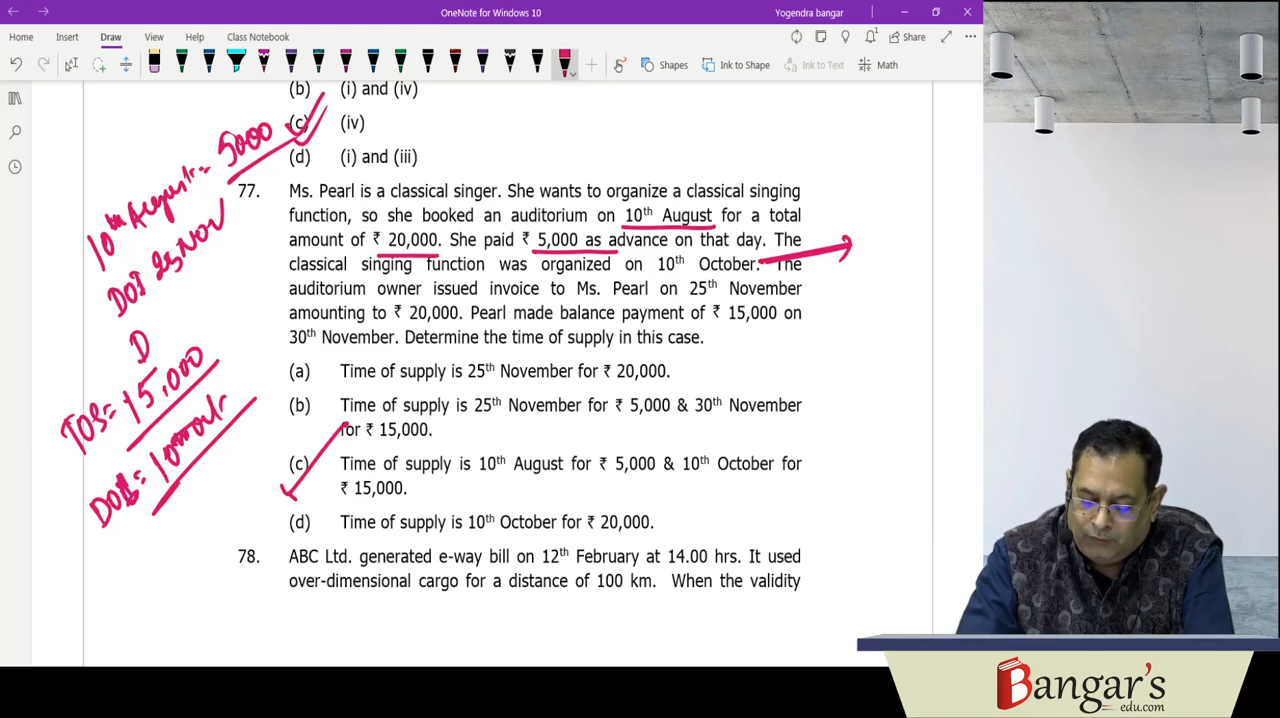 OneNote for Windows 10
Yogendra bangar
Home Insert Draw View Help Class Notebook
Share
Shapes Ink to Shape Ink to Text Math
(b) (i) and (iv)
(c) (iv)
(d) (i) and (iii)
10th August = 5000
DOI 25 Nov
77. Ms. Pearl is a classical singer. She wants to organize a classical singing
function, so she booked an auditorium on 10th August for a total
amount of ₹ 20,000. She paid ₹ 5,000 as advance on that day. The
classical singing function was organized on 10th October. The
auditorium owner issued invoice to Ms. Pearl on 25th November
amounting to ₹ 20,000. Pearl made balance payment of ₹ 15,000 on
30th November. Determine the time of supply in this case.
D
TOS = 15,000
(a) Time of supply is 25th November for ₹ 20,000.
(b) Time of supply is 25th November for ₹ 5,000 & 30th November
for ₹ 15,000.
(c) Time of supply is 10th August for ₹ 5,000 & 10th October for
₹ 15,000.
(d) Time of supply is 10th October for ₹ 20,000.
78. ABC Ltd. generated e-way bill on 12th February at 14.00 hrs. It used
over-dimensional cargo for a distance of 100 km. When the validity
Bangar's
edu.com